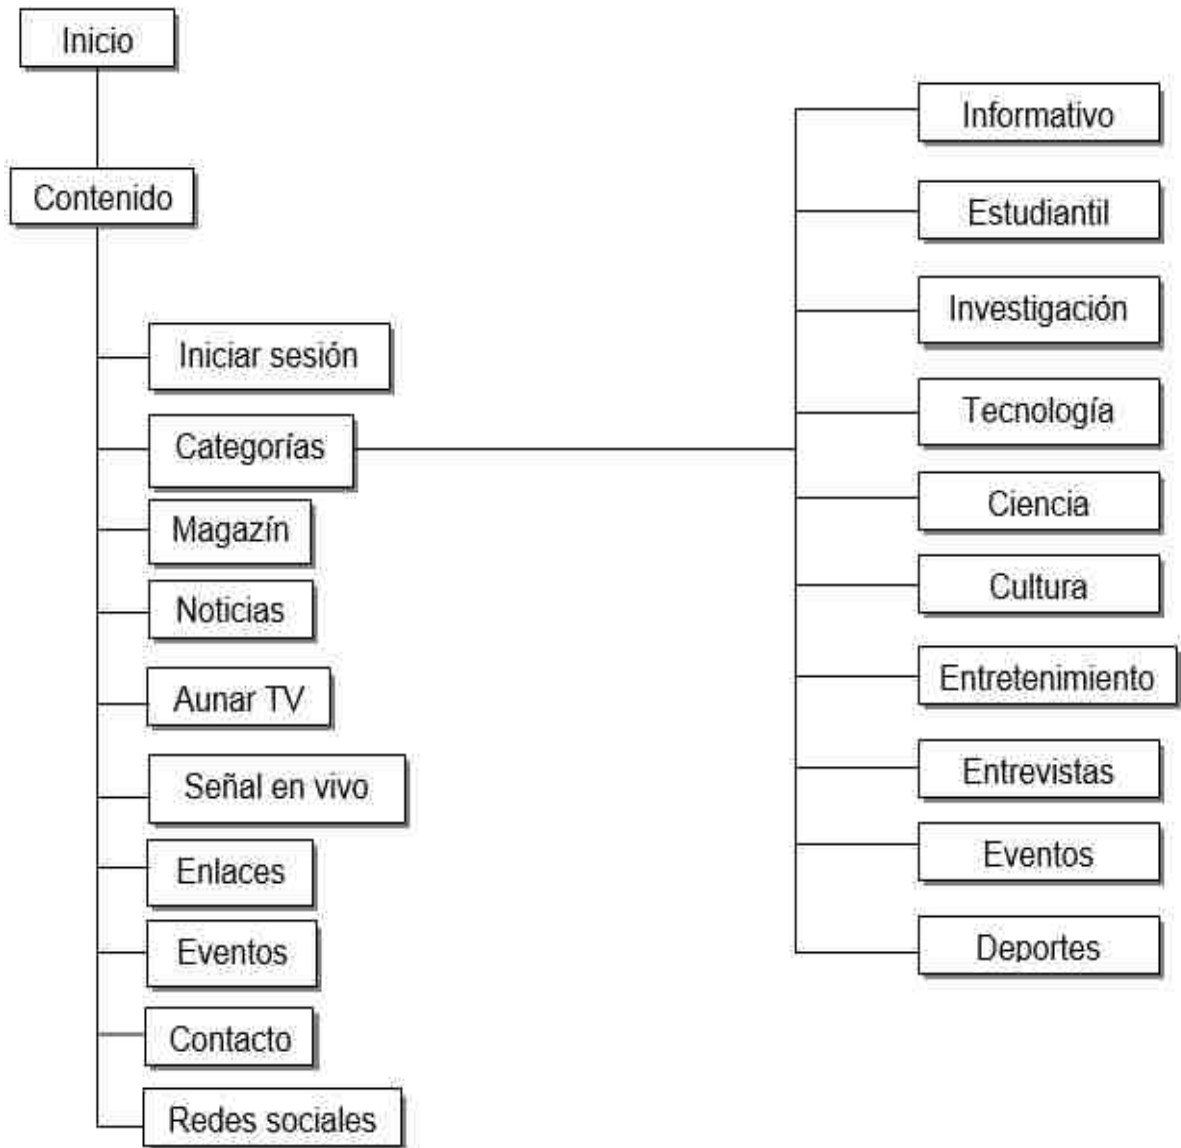 Inicio
Contenido
Iniciar sesión
Categorías
Magazín
Noticias
Aunar TV
Señal en vivo
Enlaces
Eventos
Contacto
Redes sociales
Informativo
Estudiantil
Investigación
Tecnología
Ciencia
Cultura
Entretenimiento
Entrevistas
Eventos
Deportes